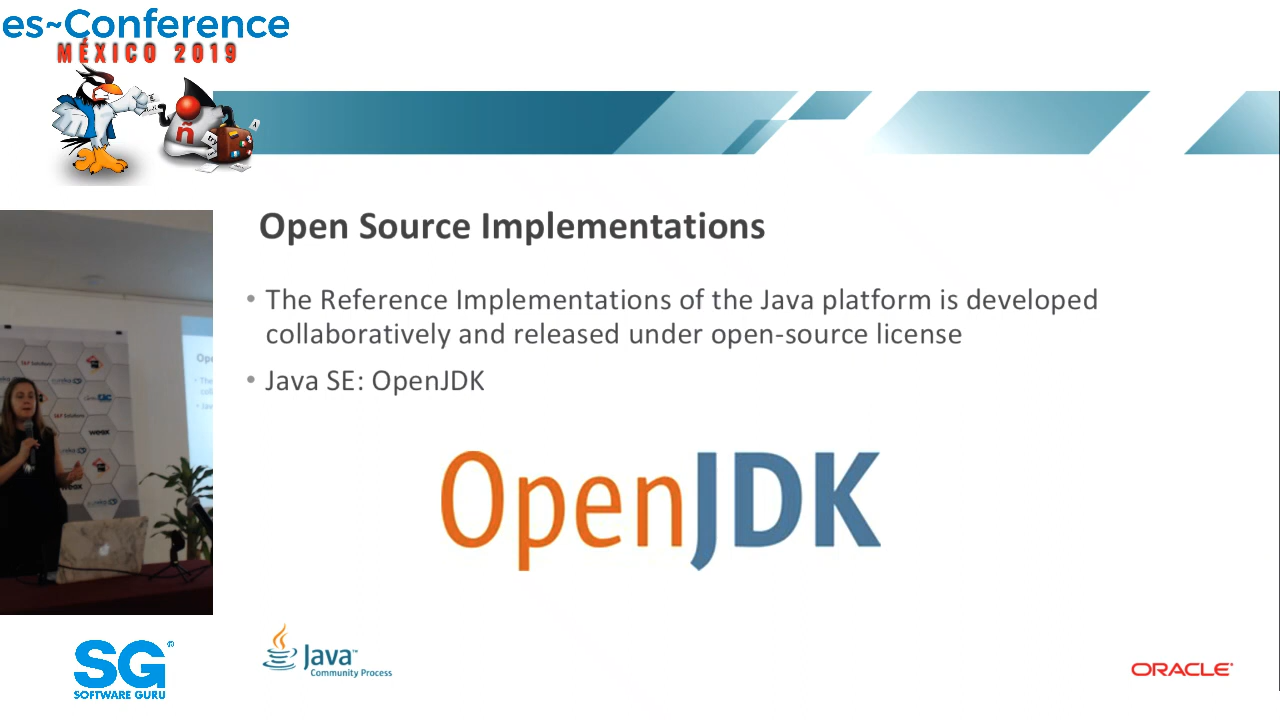 es~Conference
MÉXICO 2019
ñ
Open Source Implementations
• The Reference Implementations of the Java platform is developed
collaboratively and released under open-source license
• Java SE: OpenJDK
OpenJDK
SG®
SOFTWARE GURU
Java™
Community Process
ORACLE®